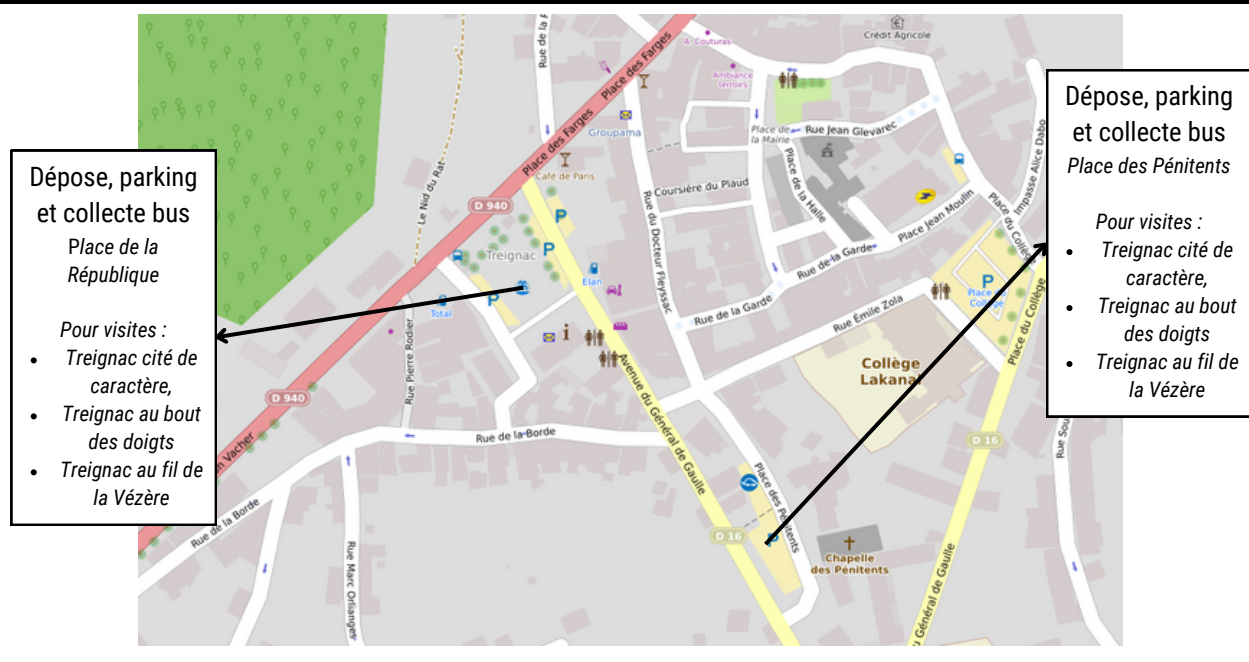 Dépose, parking
et collecte bus
Place de la
République
Pour visites :
• Treignac cité de
caractère,
• Treignac au bout
des doigts
• Treignac au fil de
la Vézère
Dépose, parking
et collecte bus
Place des Pénitents
Pour visites :
• Treignac cité de
caractère,
• Treignac au bout
des doigts
• Treignac au fil de
la Vézère
Place des Farges
Place des Farges
A. Couturas
Ambiance
terroirs
Crédit Agricole
Groupama
Café de Paris
Le Nid du Rat
D 940
Treignac
P
P
P
Total
Elan
i
Rue Pierre Rodier
D 940
Rue de la Borde
Rue de la Borde
Rue Marc Orlianges
Avenue du Général de Gaulle
Rue du Docteur Fleyssac
Coursière du Plaud
Place de
la Mairie
Place de la Halle
Rue Jean Glevarec
Impasse Alice Dabo
Place Jean Moulin
Rue de la Garde
Rue de la Garde
Rue Émile Zola
Place du Collège
P
Place du
Collège
Place du Collège
Collège
Lakanal
D 16
D 16
Place des Pénitents
P
Chapelle
des Pénitents
du Général de Gaulle